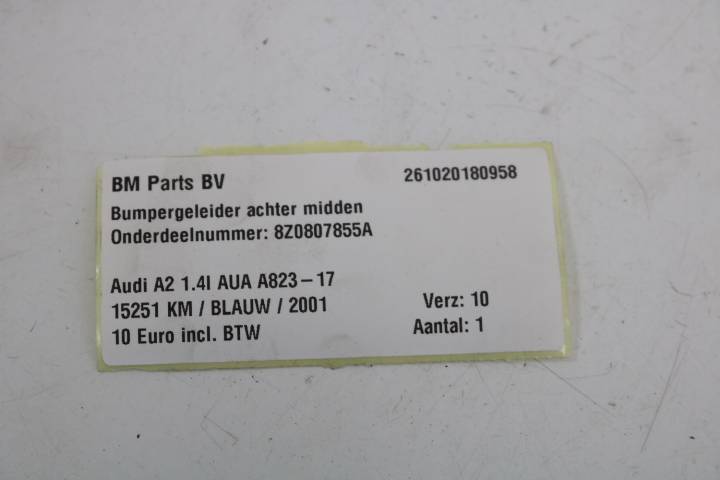 BM Parts BV 261020180958
Bumpergeleider achter midden
Onderdeelnummer: 8Z0807855A
Audi A2 1.4I AUA A823-17
15251 KM / BLAUW / 2001 Verz: 10
10 Euro incl. BTW Aantal: 1